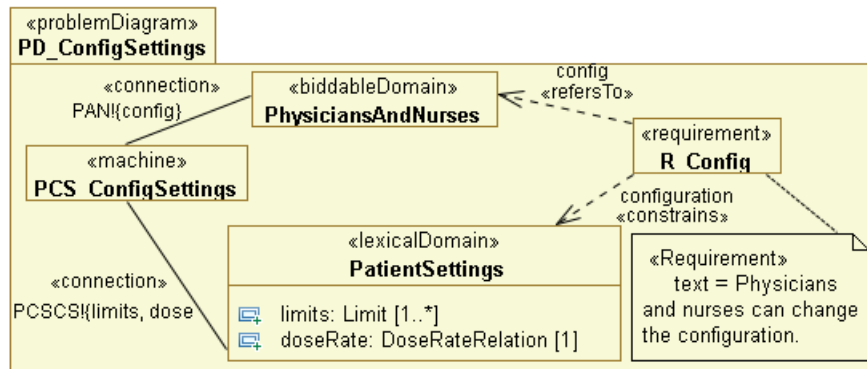 «problemDiagram»
PD_ConfigSettings
«connection»
PAN!{config}
«biddableDomain»
PhysiciansAndNurses
config
«refersTo»
«requirement»
R_Config
«machine»
PCS_ConfigSettings
configuration
«constrains»
«connection»
PCSCS!{limits, dose
«lexicalDomain»
PatientSettings
limits: Limit [1..*]
doseRate: DoseRateRelation [1]
«Requirement»
text = Physicians
and nurses can change
the configuration.